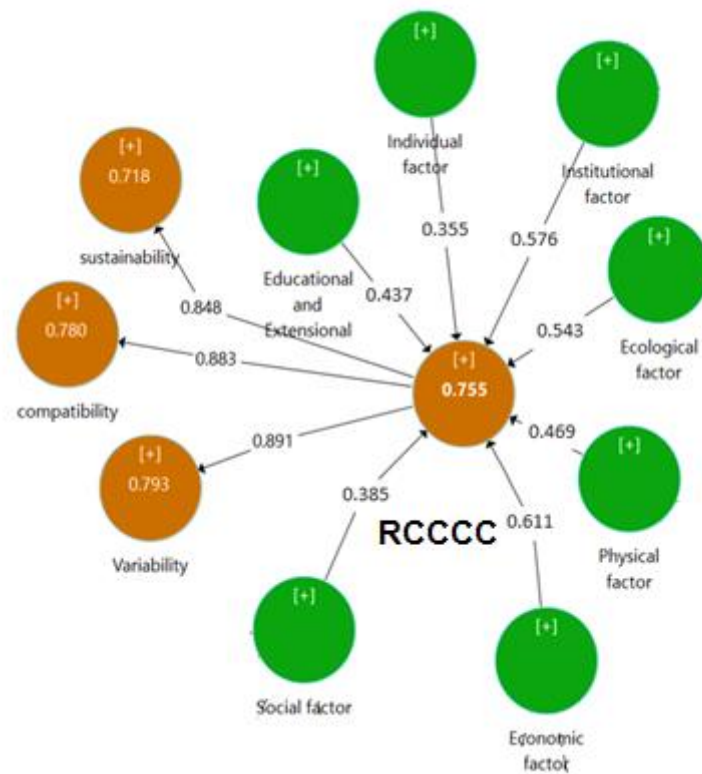 [+]
Individual
factor
[+]
Institutional
factor
[+]
0.718
sustainability
[+]
Educational
and
Extensional
0.355
0.576
[+]
Ecological
factor
0.437
0.848
0.543
[+]
0.780
compatibility
0.883
[+]
0.755
0.469
[+]
Physical
factor
0.891
[+]
0.793
Variability
0.385
RCCCC
0.611
[+]
Social factor
[+]
Economic
factor